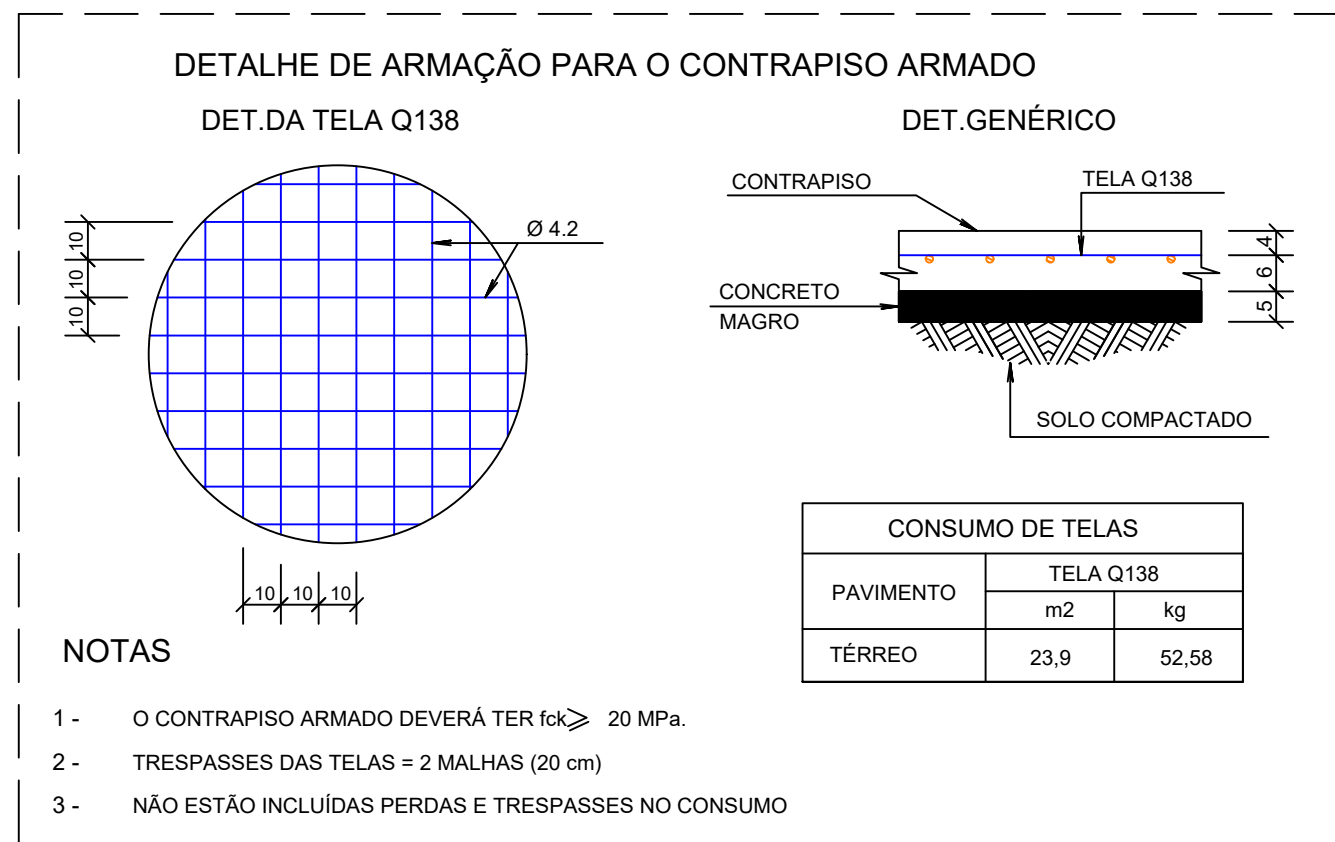 DETALHE DE ARMAÇÃO PARA O CONTRAPISO ARMADO
DET.DA TELA Q138
DET.GENÉRICO
10
10
10
Ø 4.2
10 10 10
CONTRAPISO
TELA Q138
CONCRETO
MAGRO
4
6
5
SOLO COMPACTADO
CONSUMO DE TELAS
PAVIMENTO
TELA Q138
m2 kg
TÉRREO 23,9 52,58
NOTAS
1 - O CONTRAPISO ARMADO DEVERÁ TER fck⩾ 20 MPa.
2 - TRESPASSES DAS TELAS = 2 MALHAS (20 cm)
3 - NÃO ESTÃO INCLUÍDAS PERDAS E TRESPASSES NO CONSUMO